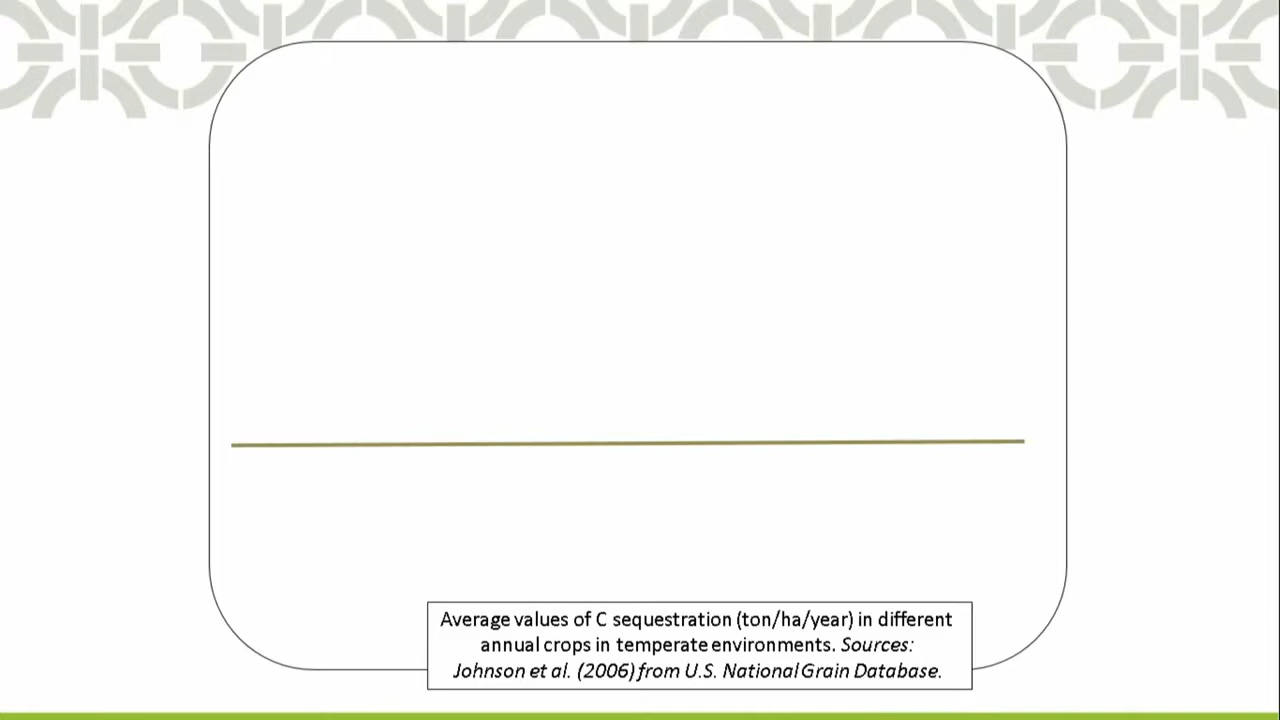 Average values of C sequestration (ton/ha/year) in different
annual crops in temperate environments. Sources:
Johnson et al. (2006) from U.S. National Grain Database.